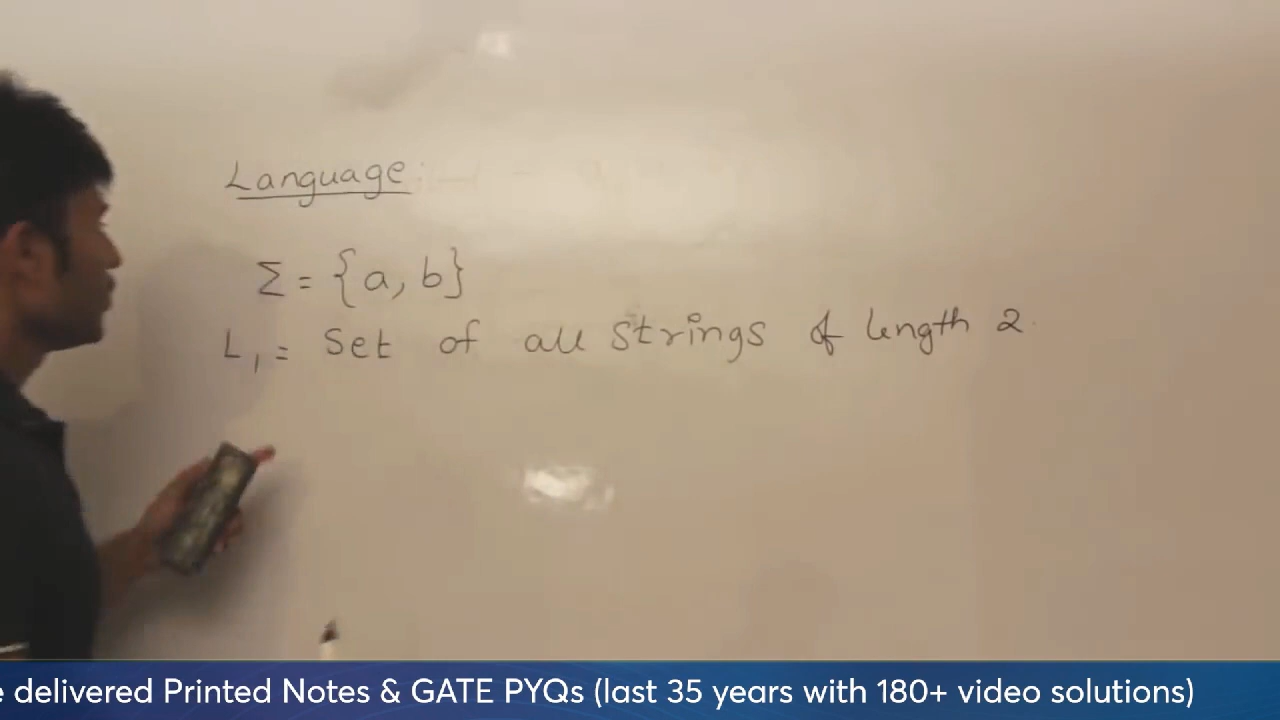 Language:
Σ = {a, b}
L₁ = Set of all strings of length 2
delivered Printed Notes & GATE PYQs (last 35 years with 180+ video solutions)